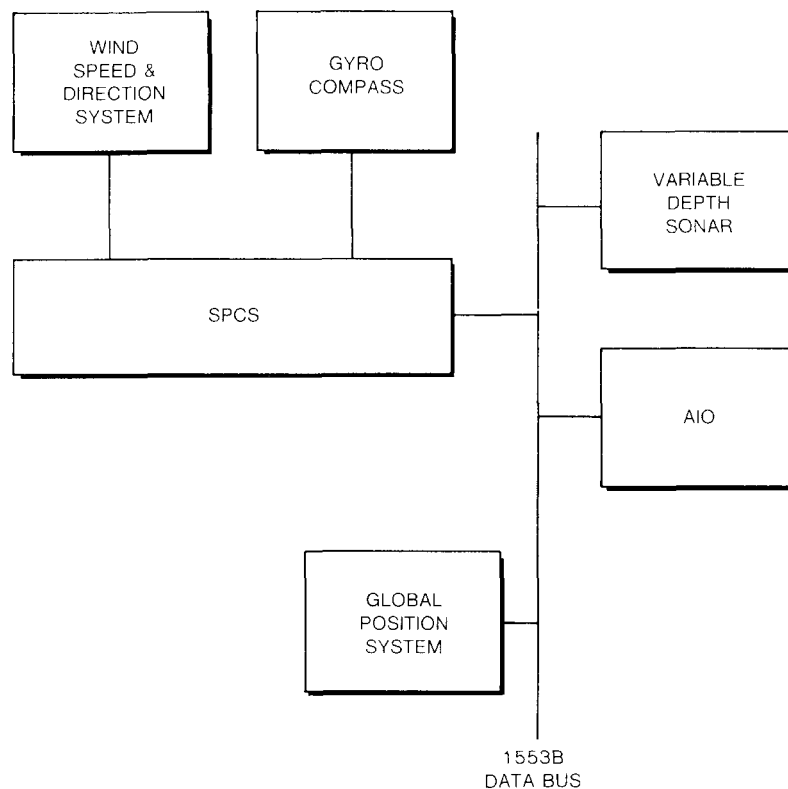 WIND
SPEED &
DIRECTION
SYSTEM
GYRO
COMPASS
VARIABLE
DEPTH
SONAR
SPCS
AIO
GLOBAL
POSITION
SYSTEM
1553B
DATA BUS